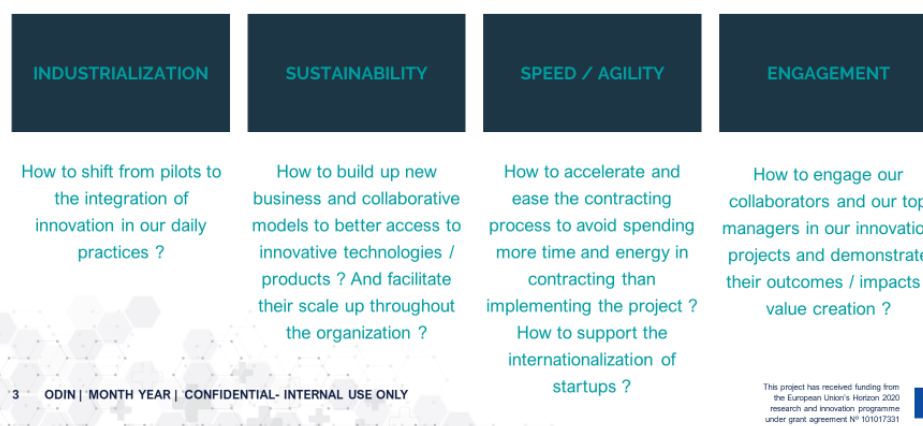 INDUSTRIALIZATION
How to shift from pilots to
the integration of
innovation in our daily
practices ?
SUSTAINABILITY
How to build up new
business and collaborative
models to better access to
innovative technologies /
products ? And facilitate
their scale up throughout
the organization ?
SPEED / AGILITY
How to accelerate and
ease the contracting
process to avoid spending
more time and energy in
contracting than
implementing the project ?
How to support the
internationalization of
startups ?
ENGAGEMENT
How to engage our
collaborators and our top
managers in our innovatio
projects and demonstrate
their outcomes / impacts
value creation ?
3 ODIN | MONTH YEAR | CONFIDENTIAL- INTERNAL USE ONLY
This project has received funding from
the European Union's Horizon 2020
research and innovation programme
under grant agreement Nº 101017331